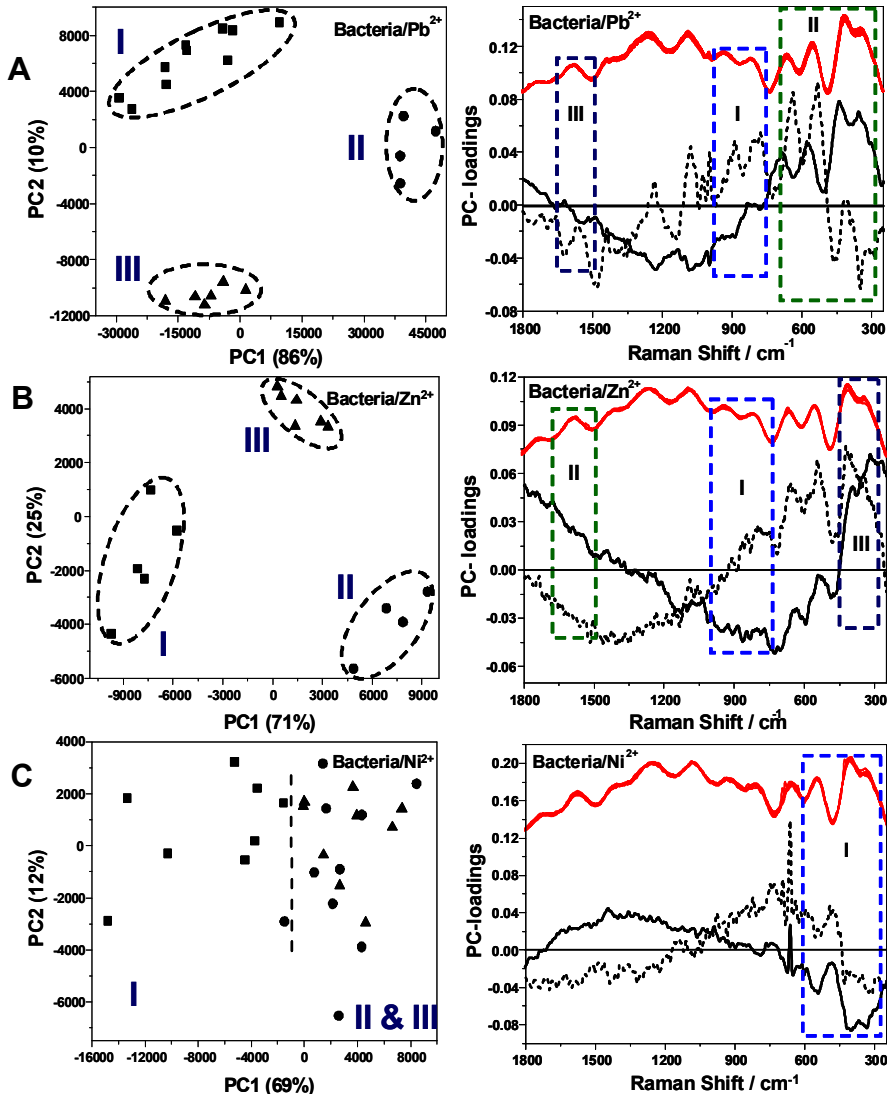 A
Bacteria/Pb2+
I
II
III
8000
4000
0
-4000
-8000
-12000
PC2 (10%)
-30000 -15000 0 15000 30000 45000
PC1 (86%)
0.12
0.08
0.04
0.00
-0.04
-0.08
PC- loadings
III
I
II
1800 1500 1200 900 600 300
Raman Shift / cm-1
B
Bacteria/Zn2+
III
II
I
4000
2000
0
-2000
-4000
-6000
PC2 (25%)
-9000 -6000 -3000 0 3000 6000 9000
PC1 (71%)
Bacteria/Zn2+
0.12
0.09
0.06
0.03
0.00
-0.03
-0.06
PC- loadings
II
I
III
1800 1500 1200 900 600 300
Raman Shift / cm-1
C
Bacteria/Ni2+
I
II & III
4000
2000
0
-2000
-4000
-6000
PC2 (12%)
-16000 -12000 -8000 -4000 0 4000 8000
PC1 (69%)
Bacteria/Ni2+
0.20
0.16
0.12
0.08
0.04
0.00
-0.04
-0.08
PC-loadings
I
1800 1500 1200 900 600 300
Raman Shift / cm-1